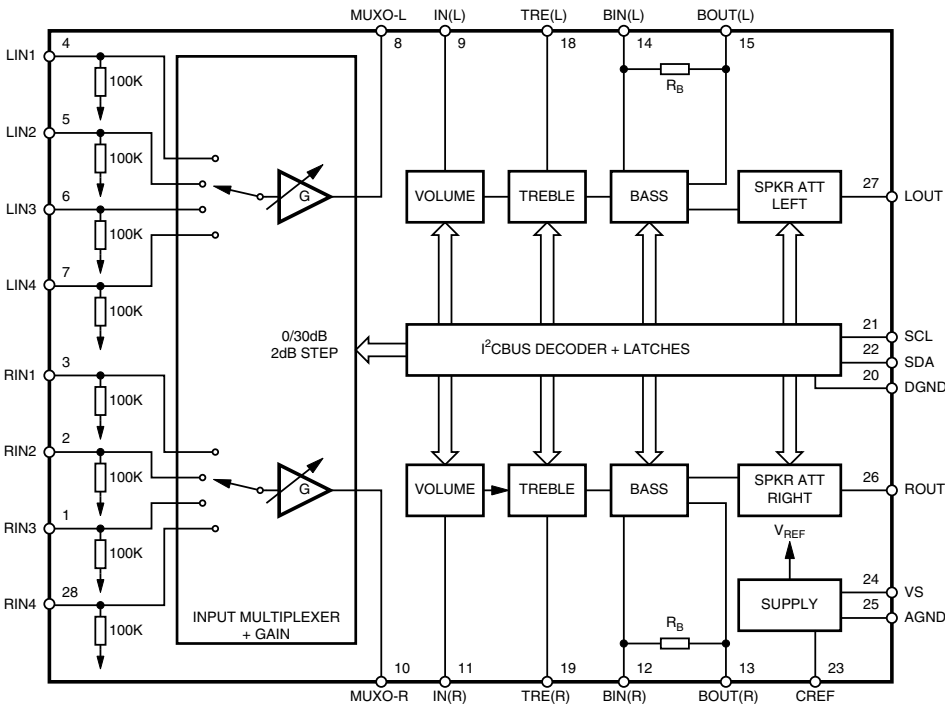 MUXO-L IN(L) TRE(L) BIN(L) BOUT(L)
8 9 18 14 15
LIN1 4
100K
LIN2 5
100K
LIN3 6
100K
LIN4 7
100K
G
R_B
VOLUME TREBLE BASS SPKR ATT
LEFT
27 LOUT
0/30dB
2dB STEP
I²CBUS DECODER + LATCHES
21 SCL
22 SDA
20 DGND
RIN1 3
100K
RIN2 2
100K
RIN3 1
100K
RIN4 28
100K
G
VOLUME TREBLE BASS SPKR ATT
RIGHT
26 ROUT
V_REF
SUPPLY
24 VS
25 AGND
INPUT MULTIPLEXER
+ GAIN
R_B
10 11 19 12 13 23
MUXO-R IN(R) TRE(R) BIN(R) BOUT(R) CREF